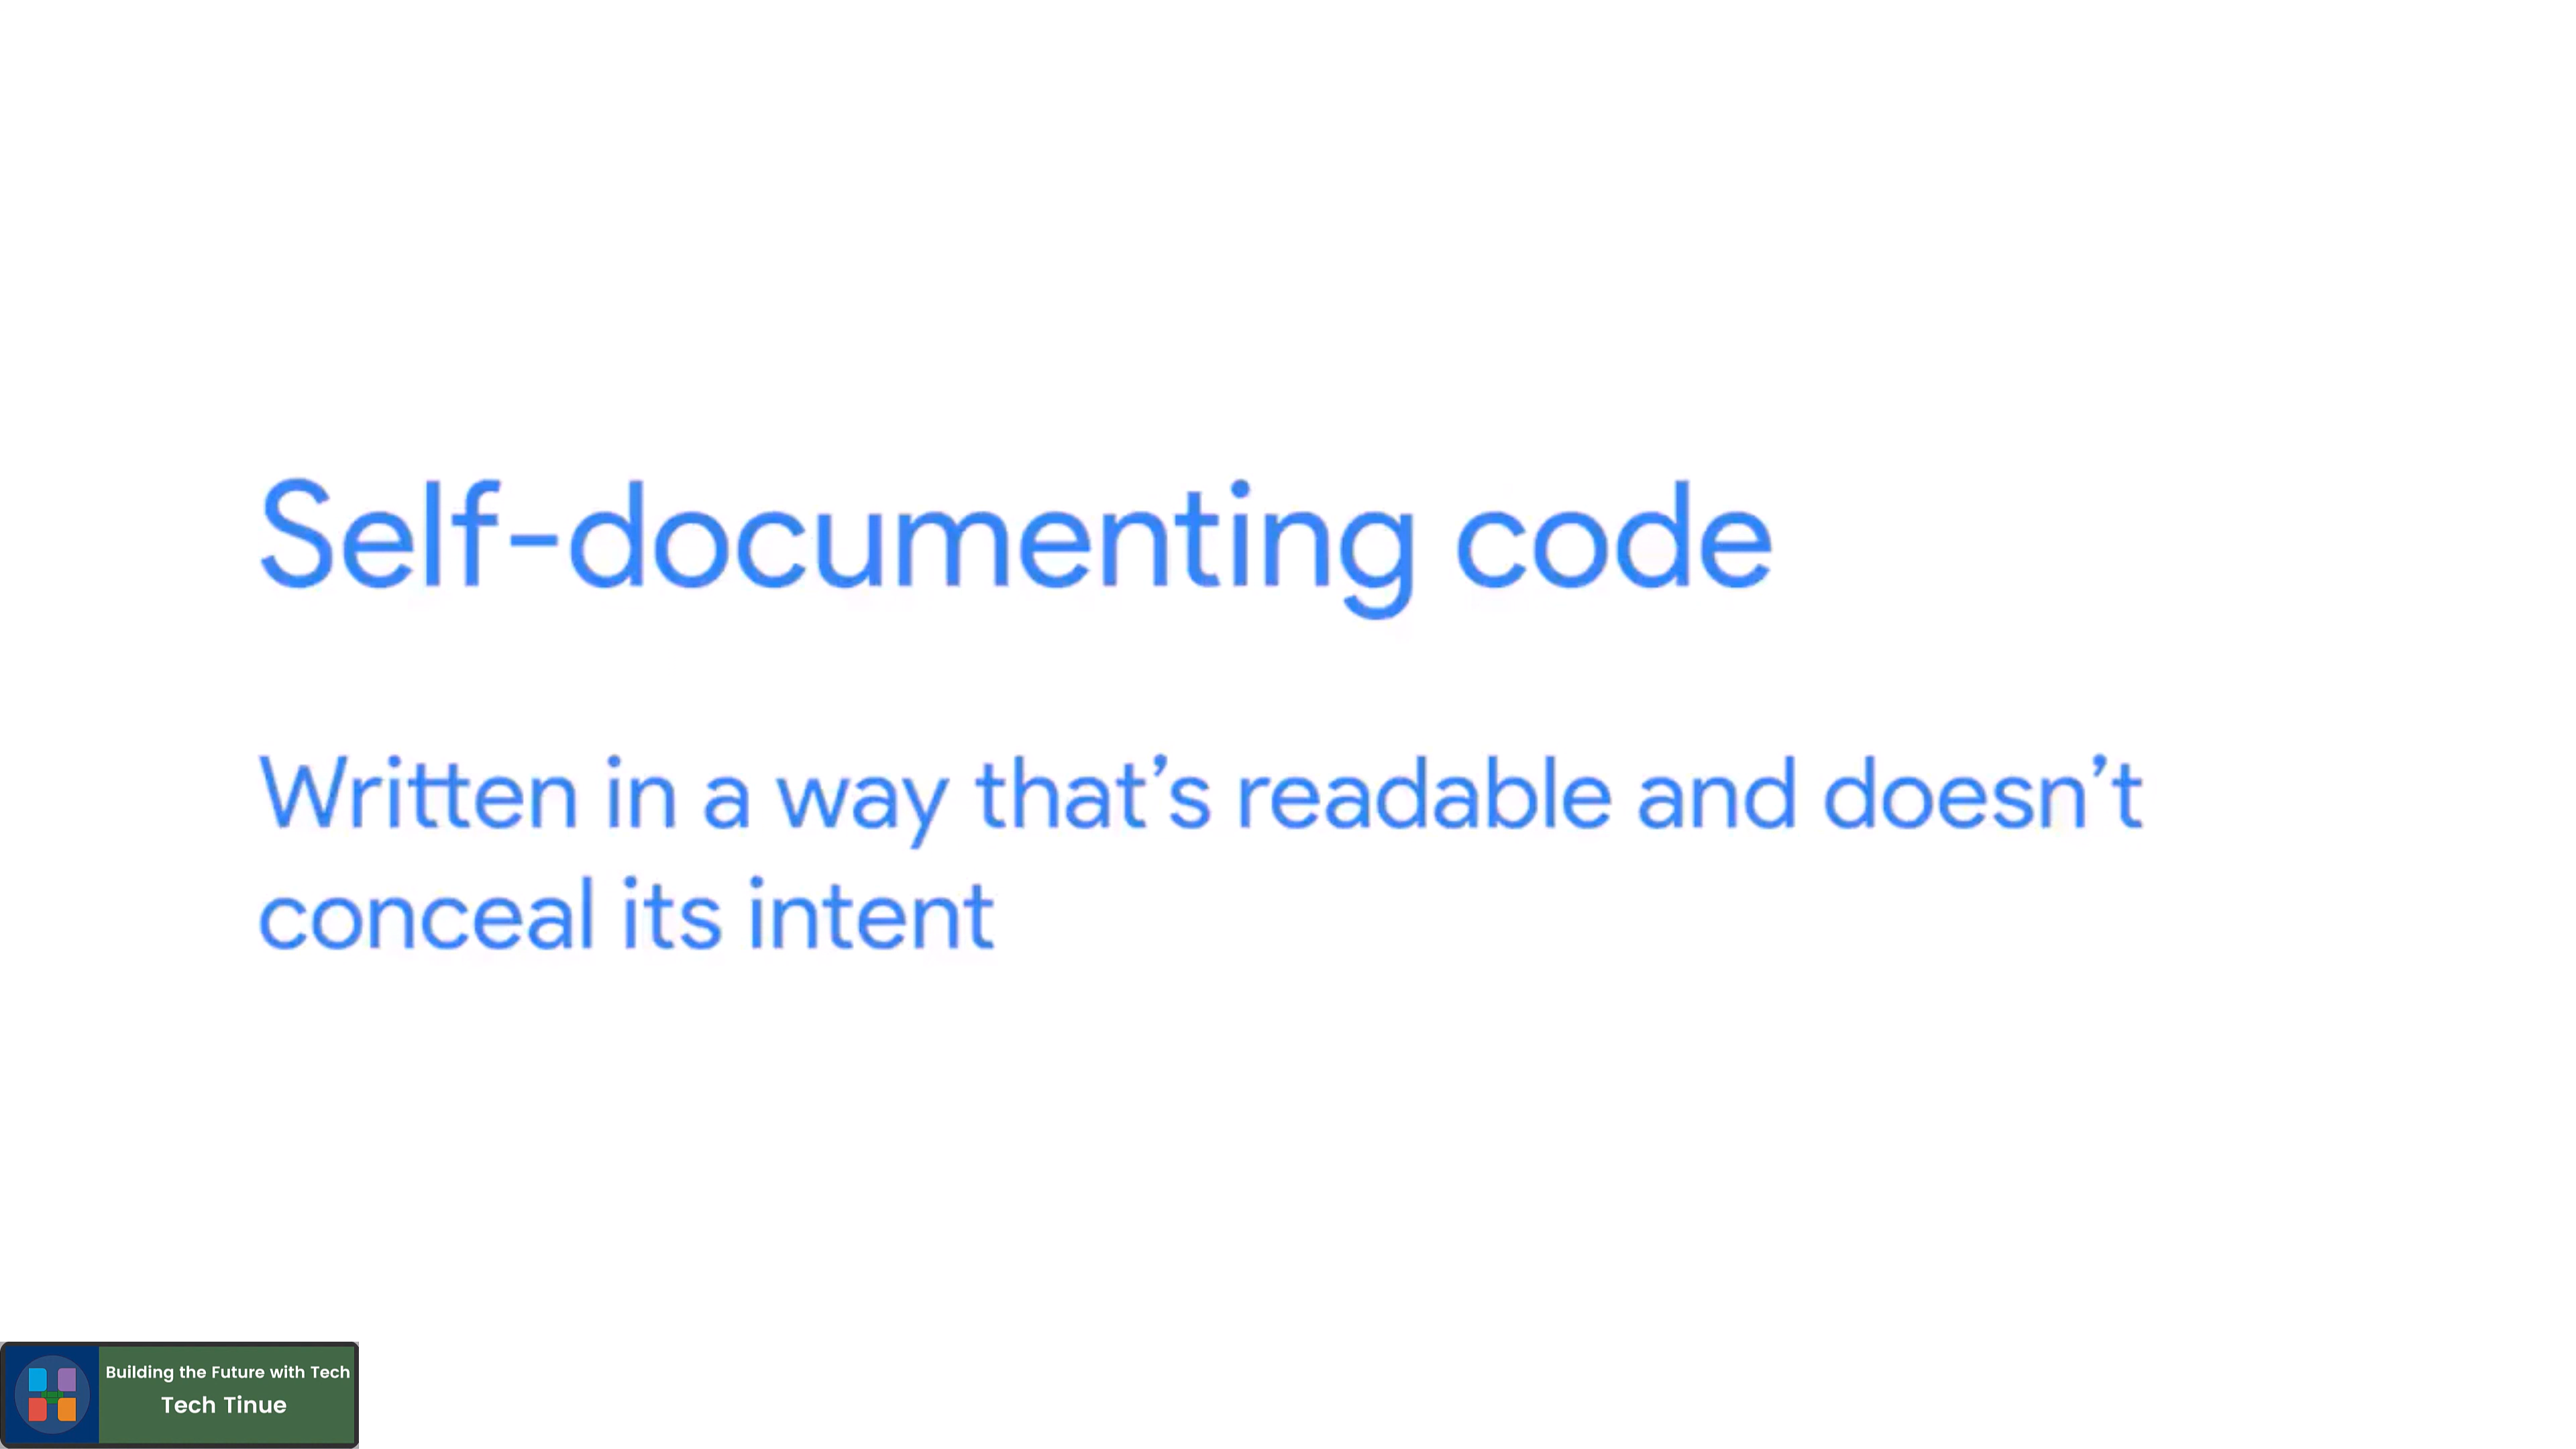 Self-documenting code
Written in a way that’s readable and doesn’t
conceal its intent
Building the Future with Tech
Tech Tinue